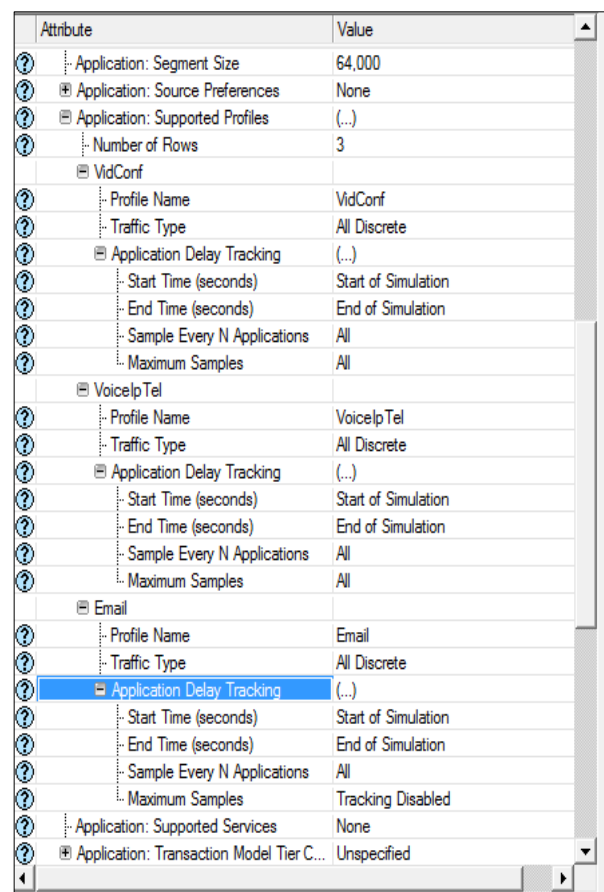 Attribute Value
Application: Segment Size 64,000
Application: Source Preferences None
Application: Supported Profiles (...)
Number of Rows 3
VidConf
Profile Name VidConf
Traffic Type All Discrete
Application Delay Tracking (...)
Start Time (seconds) Start of Simulation
End Time (seconds) End of Simulation
Sample Every N Applications All
Maximum Samples All
VoiceIpTel
Profile Name VoiceIpTel
Traffic Type All Discrete
Application Delay Tracking (...)
Start Time (seconds) Start of Simulation
End Time (seconds) End of Simulation
Sample Every N Applications All
Maximum Samples All
Email
Profile Name Email
Traffic Type All Discrete
Application Delay Tracking (...)
Start Time (seconds) Start of Simulation
End Time (seconds) End of Simulation
Sample Every N Applications All
Maximum Samples Tracking Disabled
Application: Supported Services None
Application: Transaction Model Tier C... Unspecified